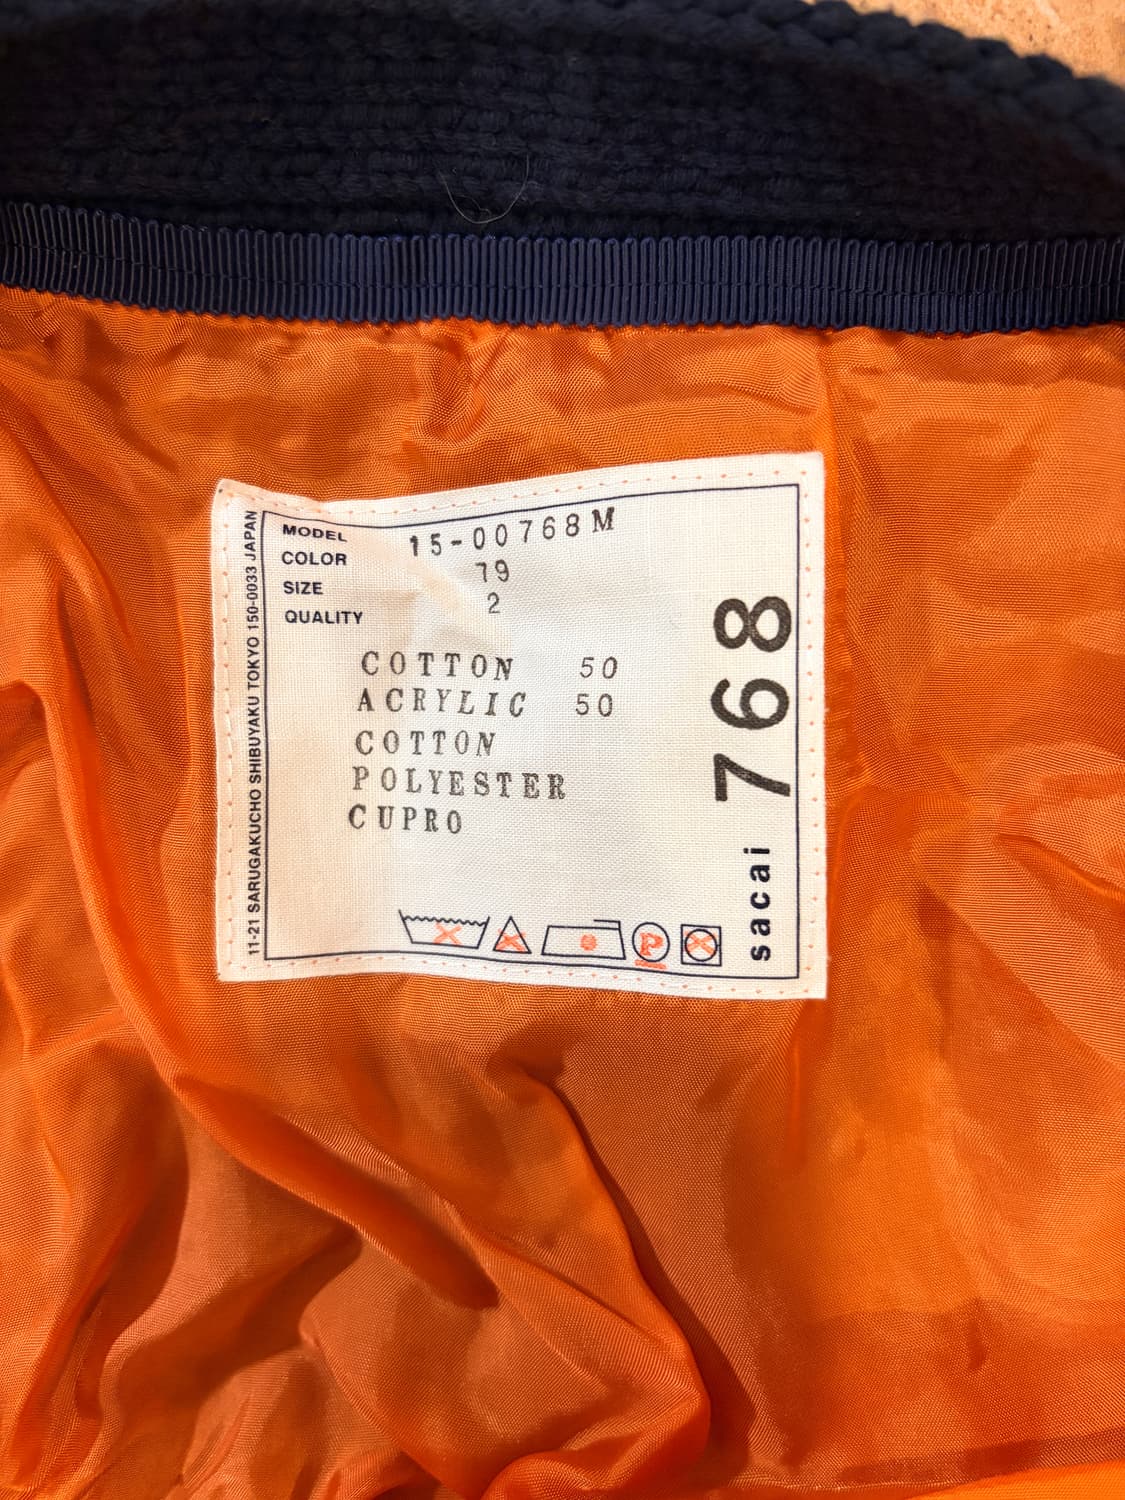 MODEL 15-00768M
COLOR 79
SIZE 2
QUALITY
COTTON 50
ACRYLIC 50
COTTON
POLYESTER
CUPRO
P
sacai 768
11-21 SARUGAKUCHO SHIBUYAKU TOKYO 150-0033 JAPAN